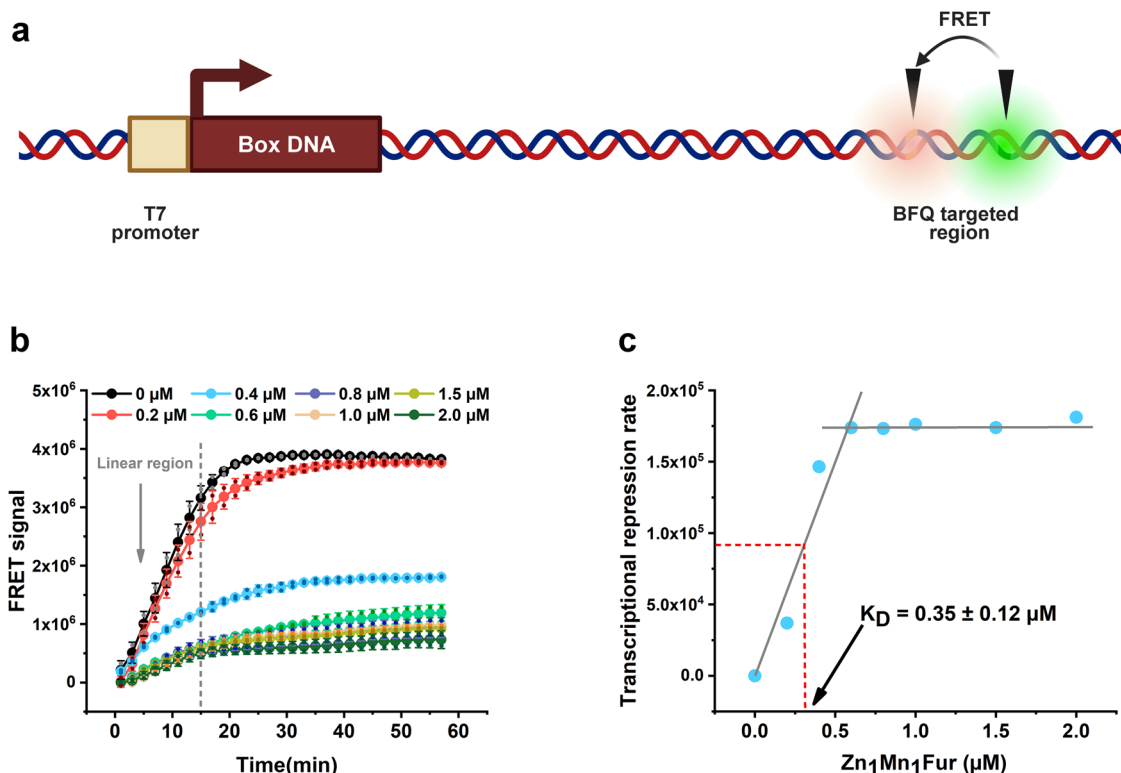 a
FRET
Box DNA
T7
promoter
BFQ targeted
region
b
5x10⁶
4x10⁶
3x10⁶
2x10⁶
1x10⁶
0
FRET signal
0 μM
0.4 μM
0.8 μM
1.5 μM
0.2 μM
0.6 μM
1.0 μM
2.0 μM
Linear region
0 10 20 30 40 50 60
Time(min)
c
2.0x10⁵
1.5x10⁵
1.0x10⁵
5.0x10⁴
0.0
Transcriptional repression rate
K_D = 0.35 ± 0.12 μM
0.0 0.5 1.0 1.5 2.0
Zn₁Mn₁Fur (μM)